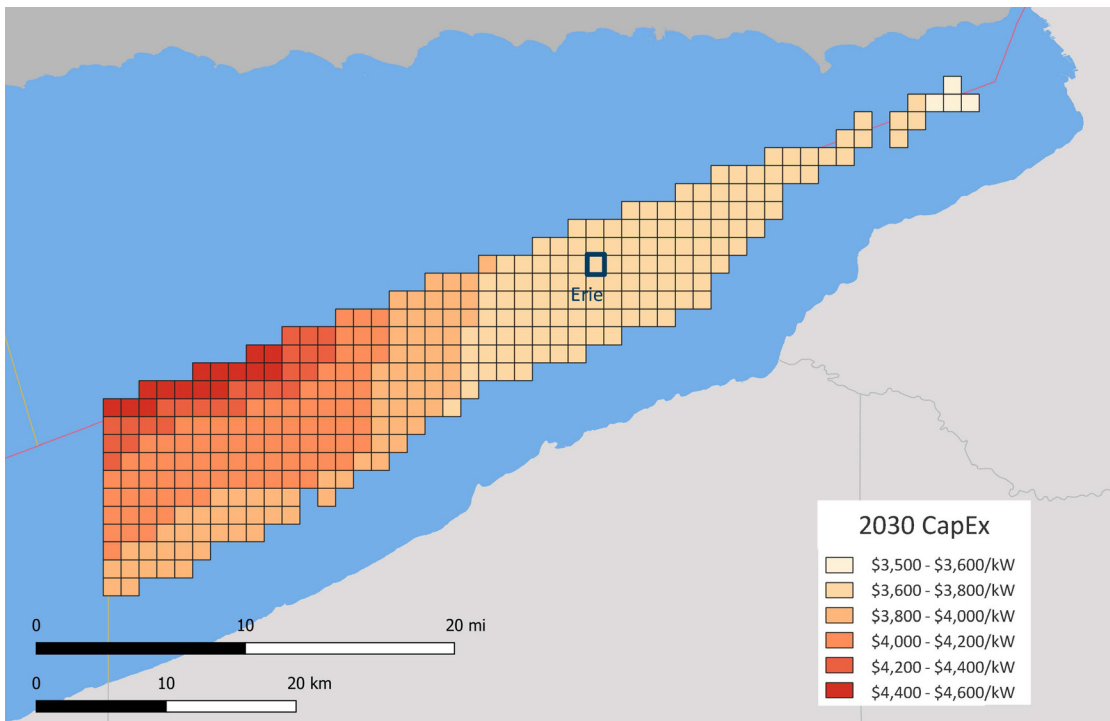 Erie
2030 CapEx
$3,500 - $3,600/kW
$3,600 - $3,800/kW
$3,800 - $4,000/kW
$4,000 - $4,200/kW
$4,200 - $4,400/kW
$4,400 - $4,600/kW
0 10 20 mi
0 10 20 km